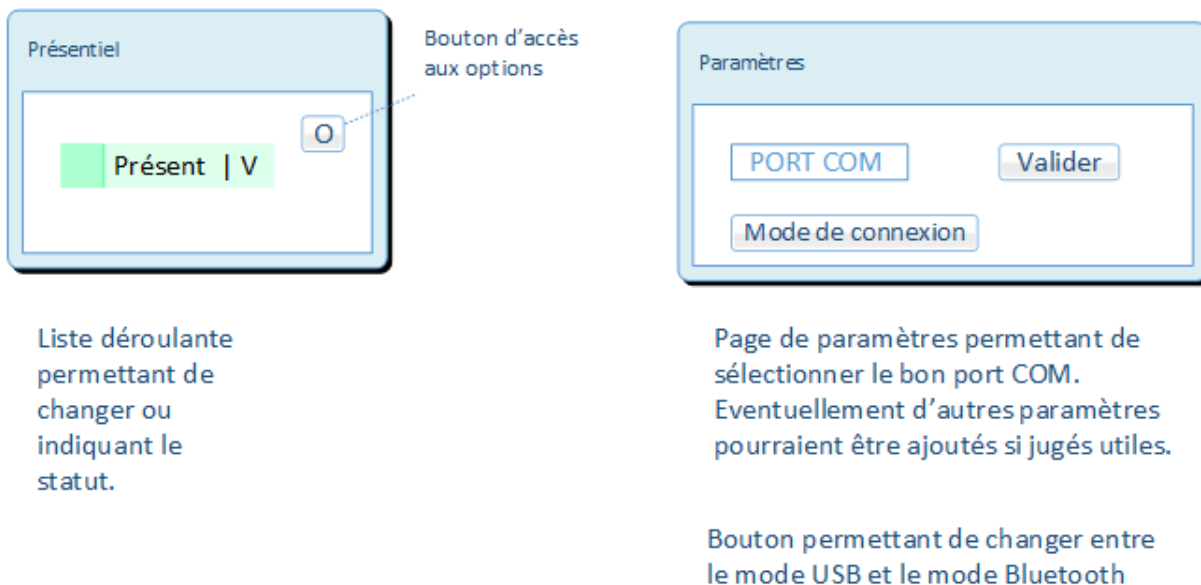 Présentiel
Bouton d'accès
aux options
O
Présent | V
Liste déroulante
permettant de
changer ou
indiquant le
statut.
Paramètres
PORT COM
Valider
Mode de connexion
Page de paramètres permettant de
sélectionner le bon port COM.
Eventuellement d'autres paramètres
pourraient être ajoutés si jugés utiles.
Bouton permettant de changer entre
le mode USB et le mode Bluetooth